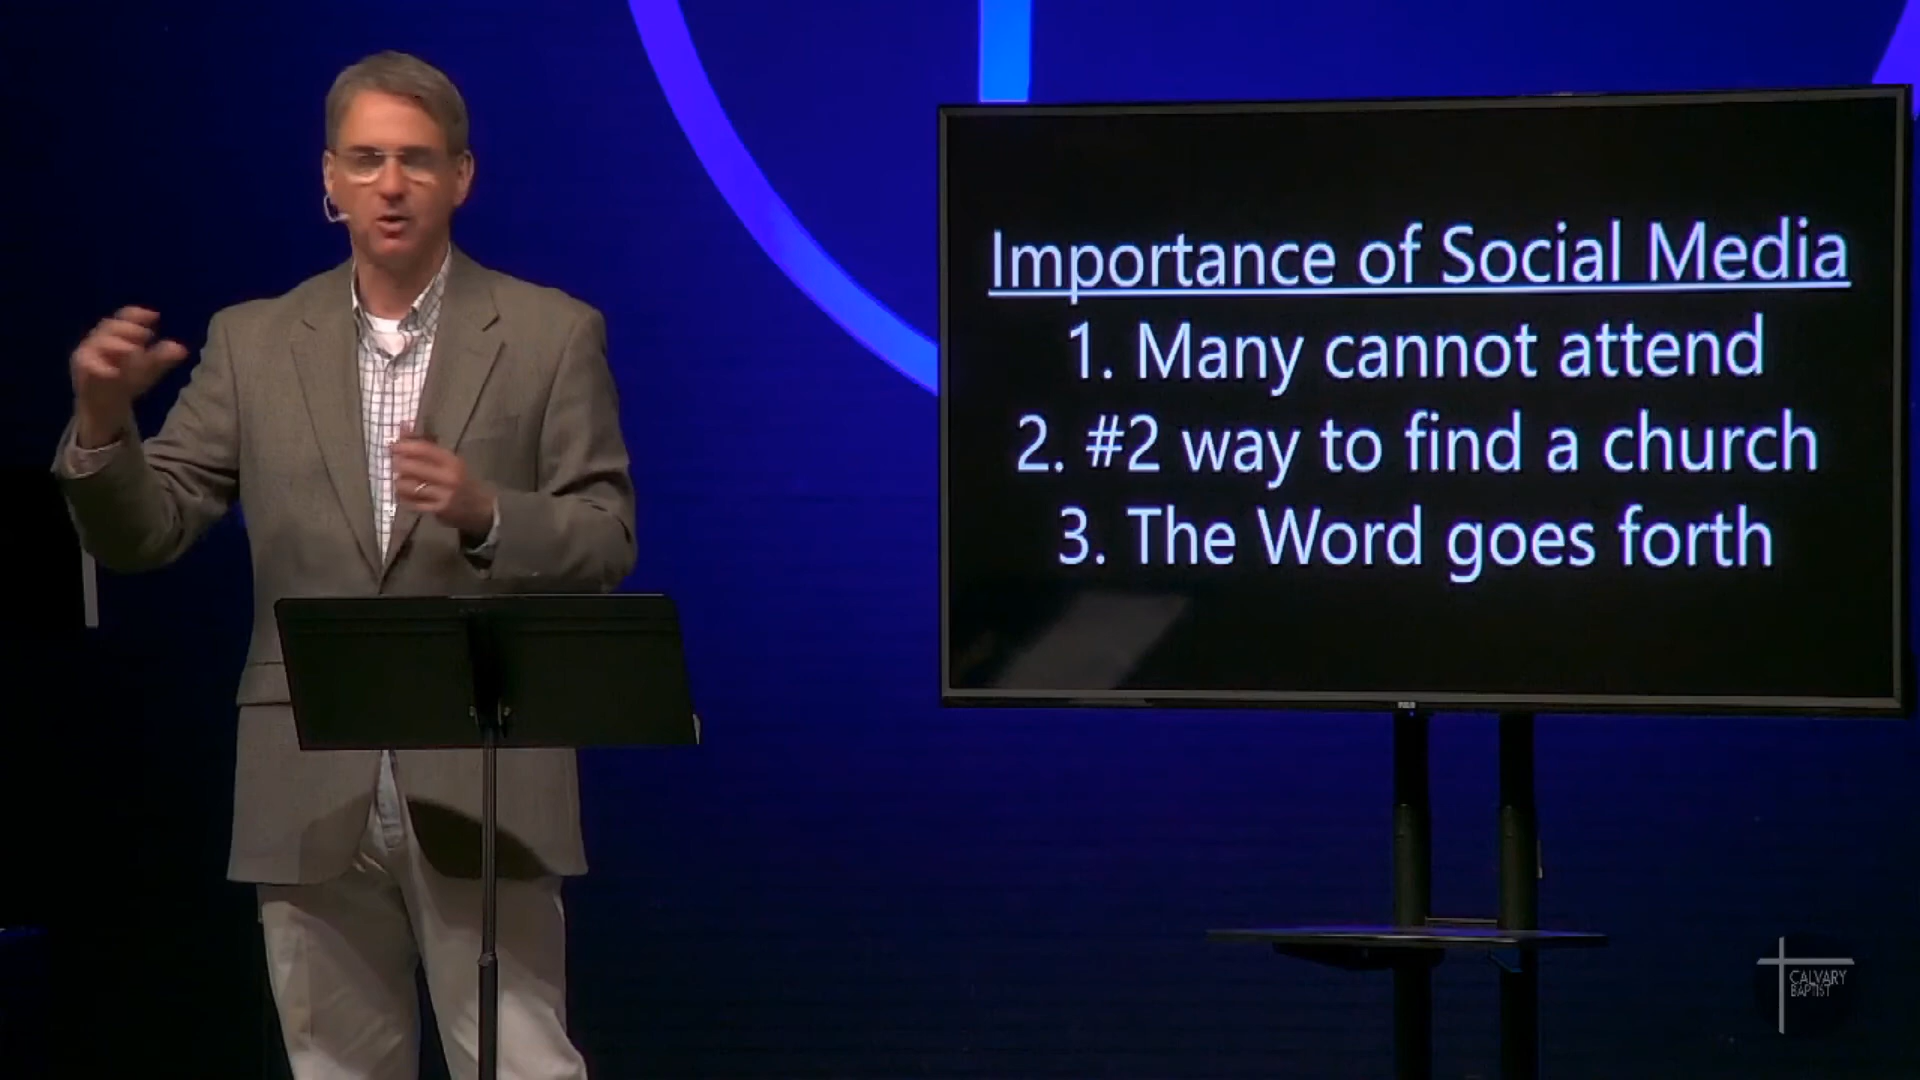 Importance of Social Media
1. Many cannot attend
2. #2 way to find a church
3. The Word goes forth
CALVARY
BAPTIST